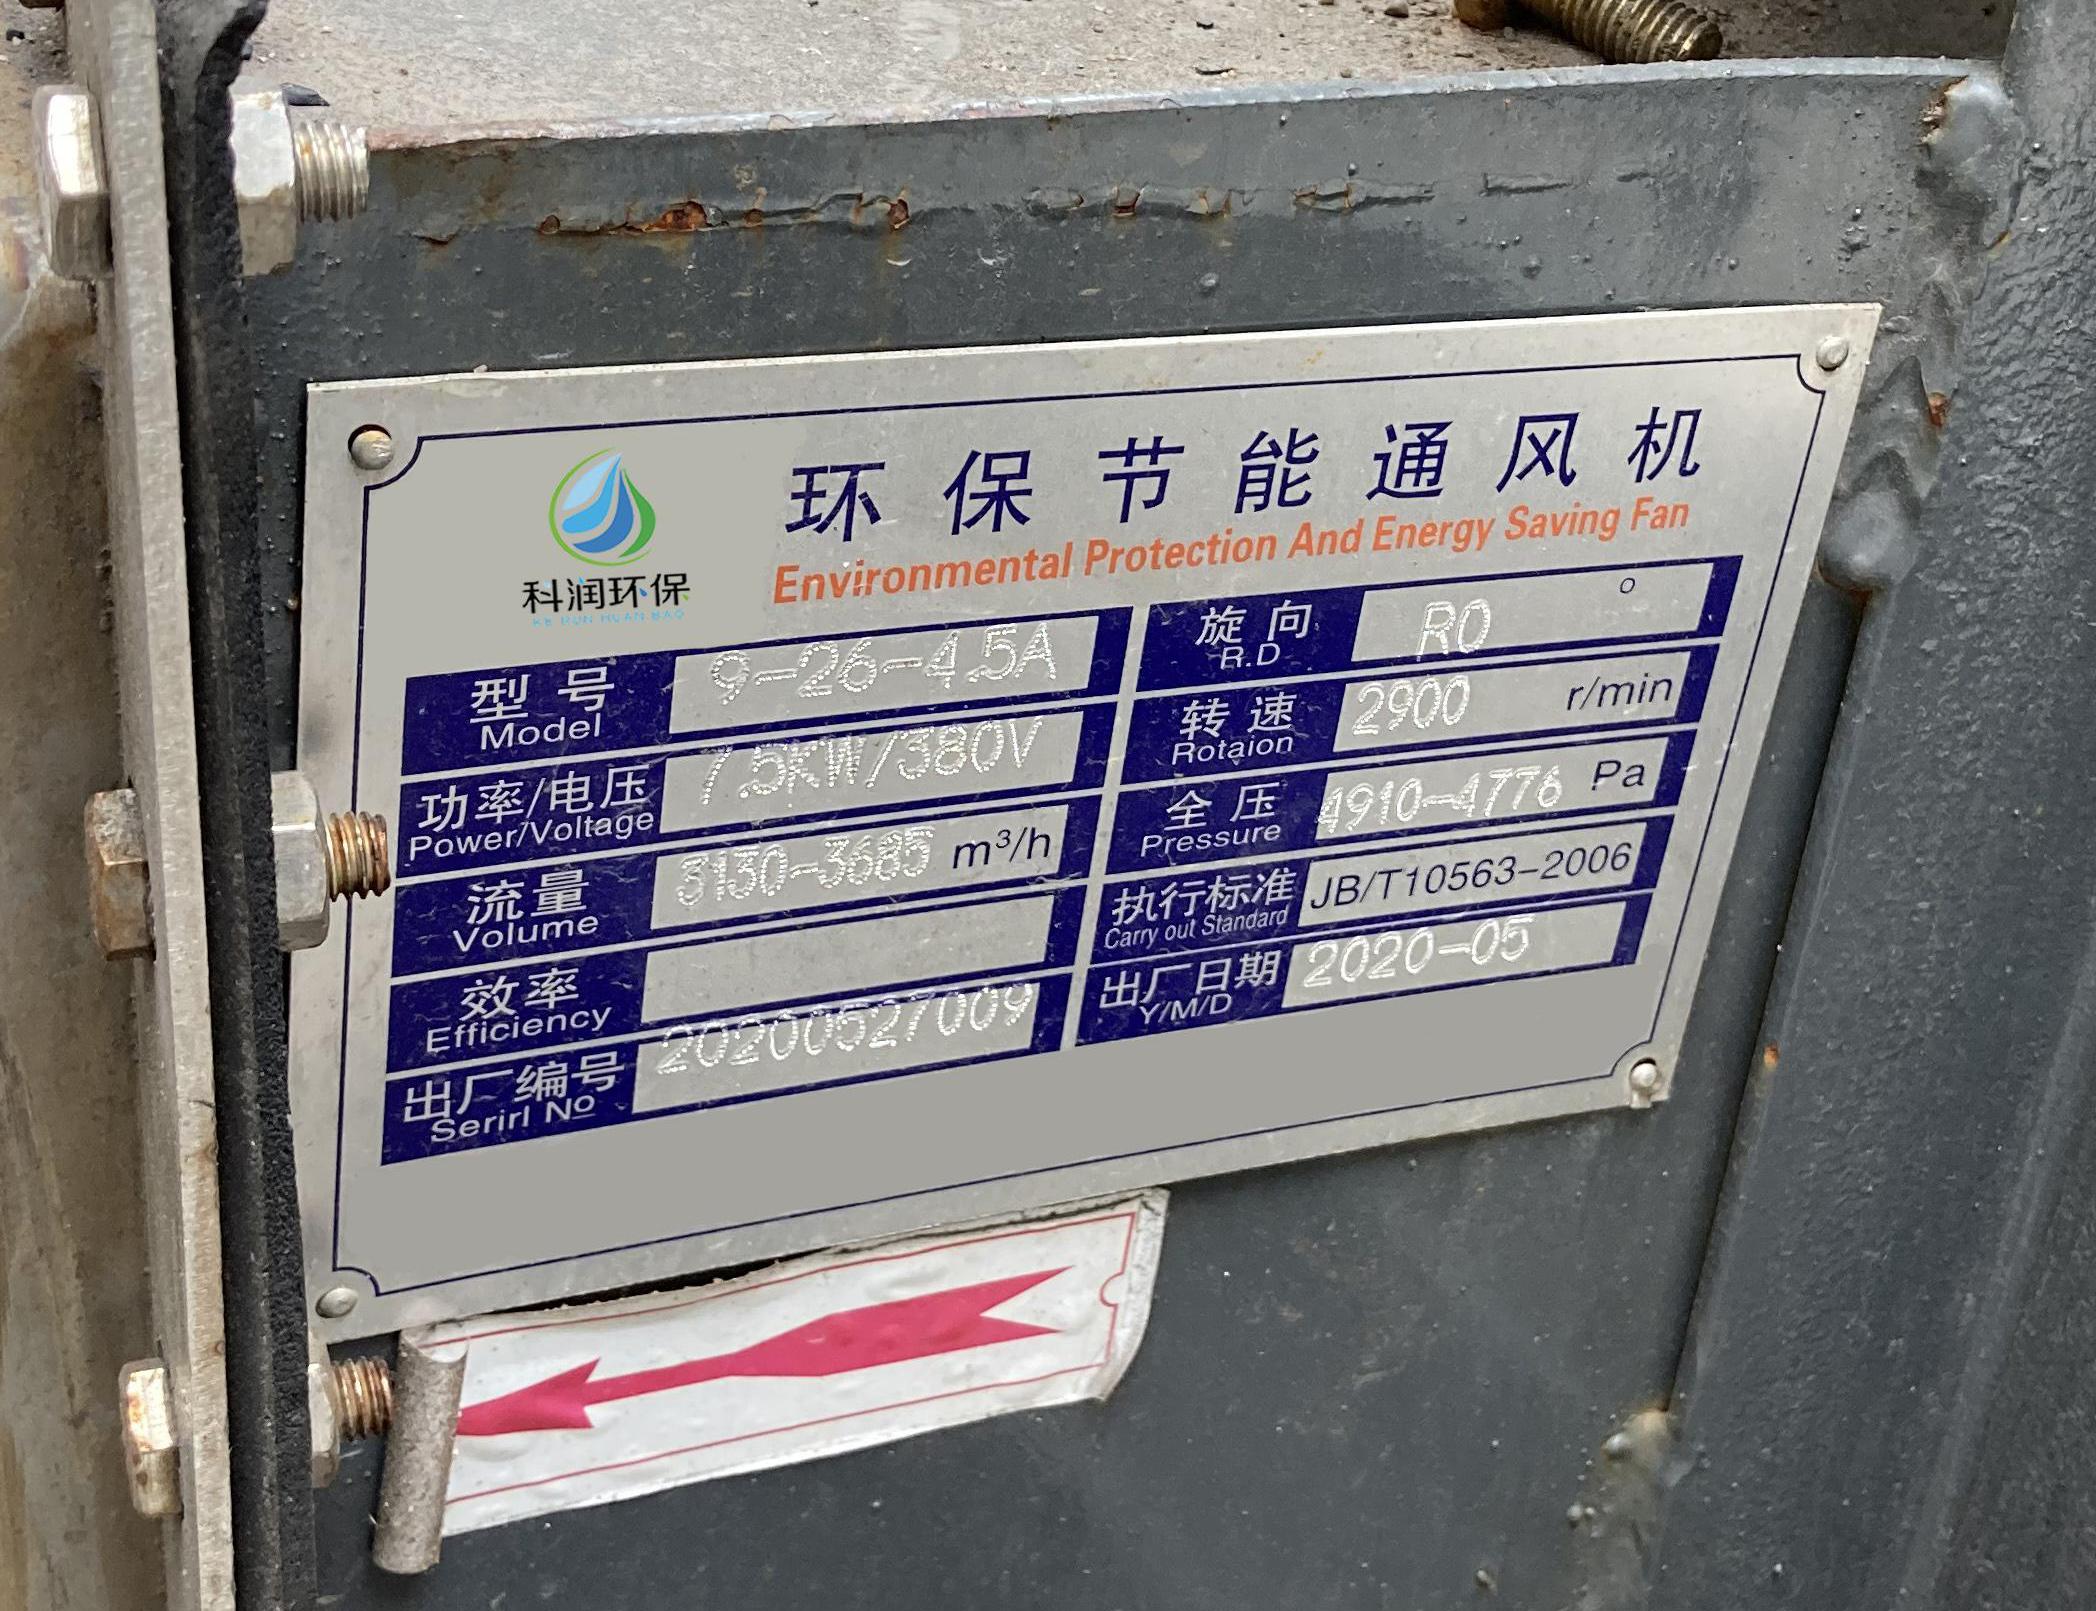 科润环保
KE RUN HUAN BAO
环保节能通风机
Environmental Protection And Energy Saving Fan
型号 9-26-4.5A
Model
旋向 R0 °
R.D
功率/电压 7.5KW/380V
Power/Voltage
转速 2900 r/min
Rotaion
流量 3130-3685 m³/h
Volume
全压 4910-4776 Pa
Pressure
效率
Efficiency
执行标准 JB/T10563-2006
Carry out Standard
出厂编号 20200527009
Serirl No
出厂日期 2020-05
Y/M/D